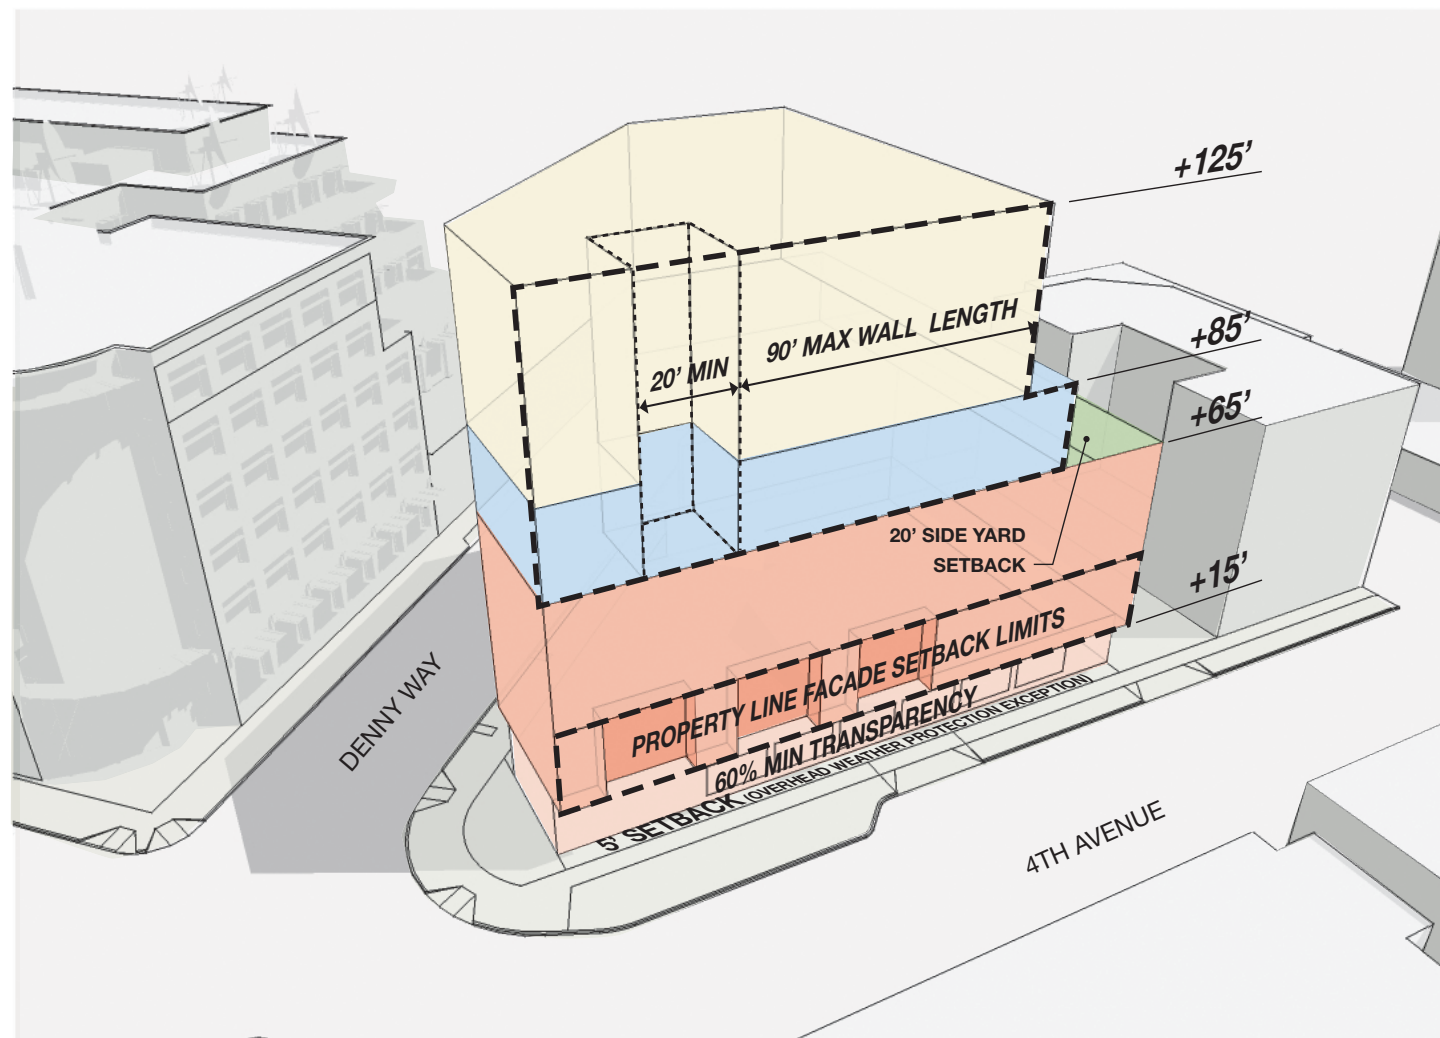 +125’
+85’
90’ MAX WALL LENGTH
20’ MIN
+65’
20’ SIDE YARD
SETBACK
+15’
PROPERTY LINE FACADE SETBACK LIMITS
60% MIN TRANSPARENCY
5’ SETBACK (OVERHEAD WEATHER PROTECTION EXCEPTION)
DENNY WAY
4TH AVENUE